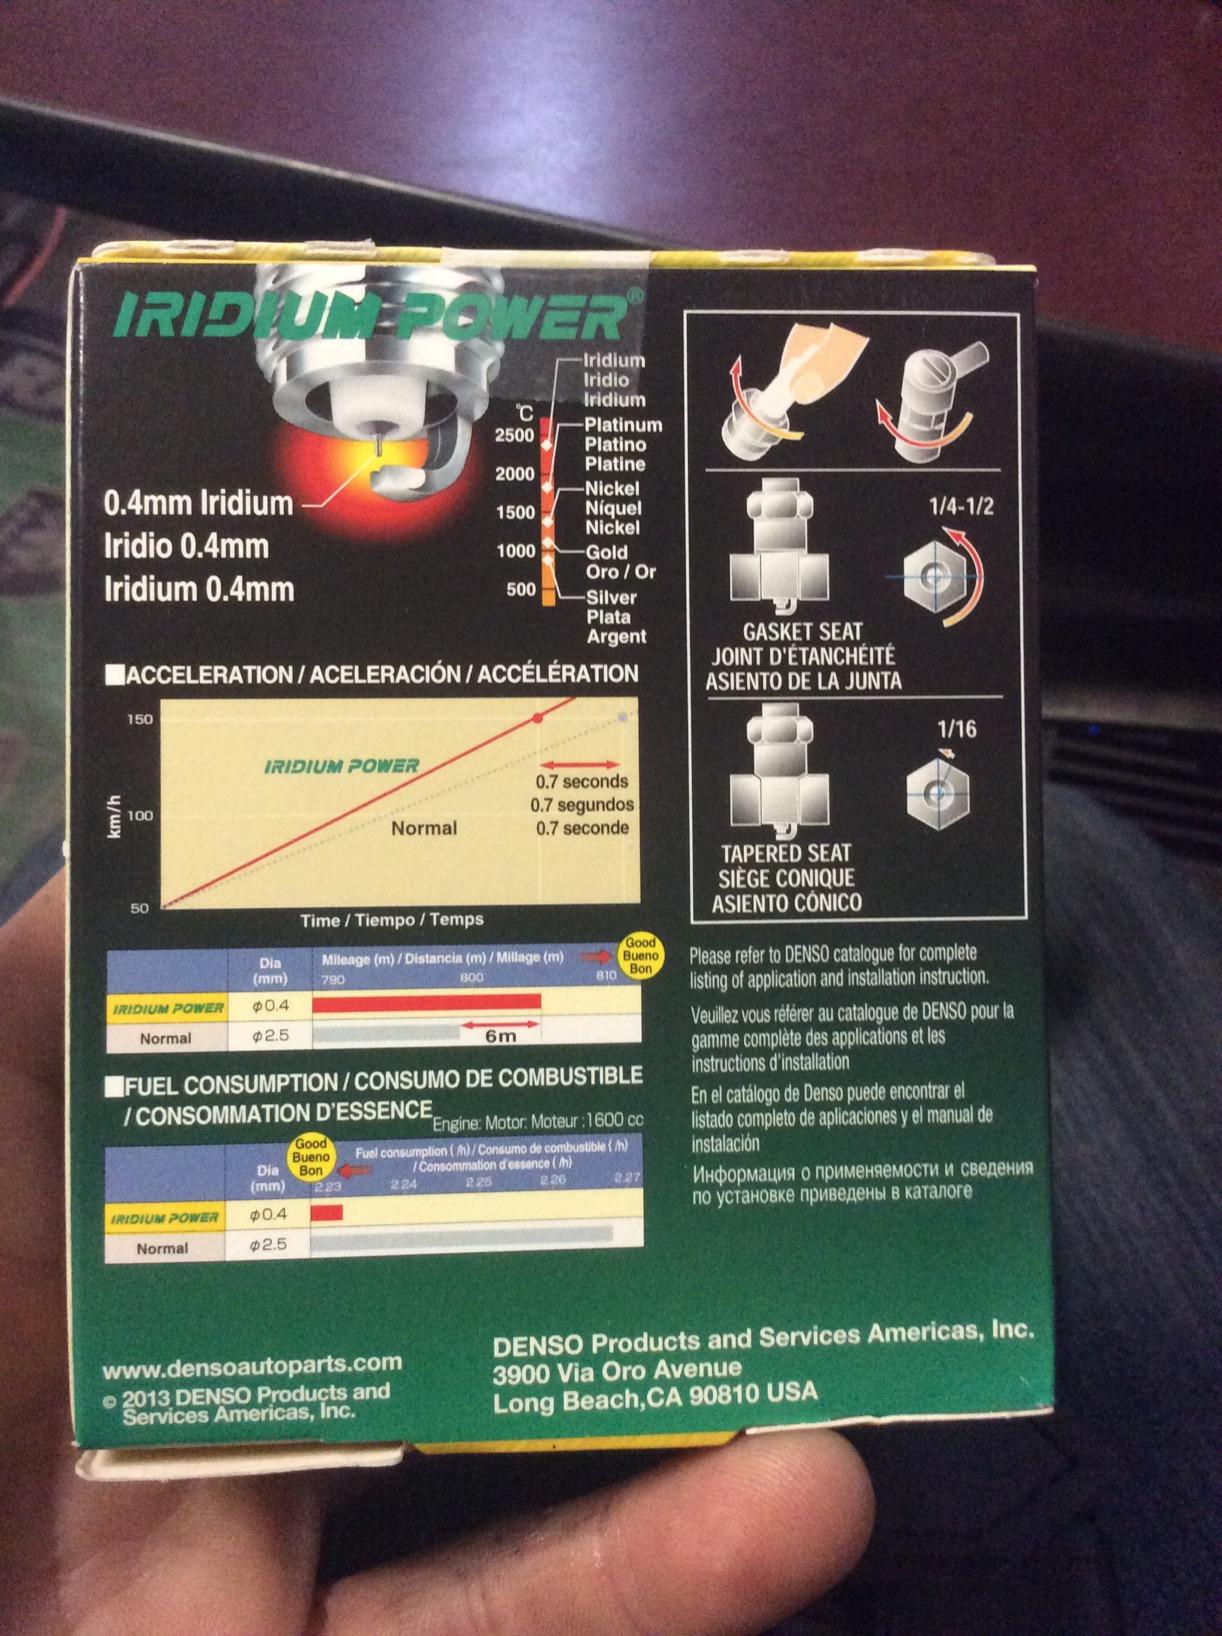 IRIDIUM POWER®
0.4mm Iridium
Iridio 0.4mm
Iridium 0.4mm
°C
2500
2000
1500
1000
500
Iridium
Iridio
Iridium
Platinum
Platino
Platine
Nickel
Níquel
Nickel
Gold
Oro / Or
Silver
Plata
Argent
ACCELERATION / ACELERACIÓN / ACCÉLÉRATION
150
100
50
km/h
IRIDIUM POWER
Normal
0.7 seconds
0.7 segundos
0.7 seconde
Time / Tiempo / Temps
Dia
(mm)
Mileage (m) / Distancia (m) / Millage (m)
790 800 810
Good
Bueno
Bon
IRIDIUM POWER ϕ0.4
Normal ϕ2.5
6m
FUEL CONSUMPTION / CONSUMO DE COMBUSTIBLE
/ CONSOMMATION D'ESSENCE
Engine: Motor: Moteur :1600 cc
Good
Bueno
Bon
Dia
(mm)
Fuel consumption ( /h) / Consumo de combustible ( /h)
/ Consommation d'essence ( /h)
2.23 2.24 2.25 2.26 2.27
IRIDIUM POWER ϕ0.4
Normal ϕ2.5
1/4-1/2
GASKET SEAT
JOINT D'ÉTANCHÉITÉ
ASIENTO DE LA JUNTA
1/16
TAPERED SEAT
SIÈGE CONIQUE
ASIENTO CÓNICO
Please refer to DENSO catalogue for complete
listing of application and installation instruction.
Veuillez vous référer au catalogue de DENSO pour la
gamme complète des applications et les
instructions d'installation
En el catálogo de Denso puede encontrar el
listado completo de aplicaciones y el manual de
instalación
Информация о применяемости и сведения
по установке приведены в каталоге
www.densoautoparts.com
© 2013 DENSO Products and
Services Americas, Inc.
DENSO Products and Services Americas, Inc.
3900 Via Oro Avenue
Long Beach,CA 90810 USA